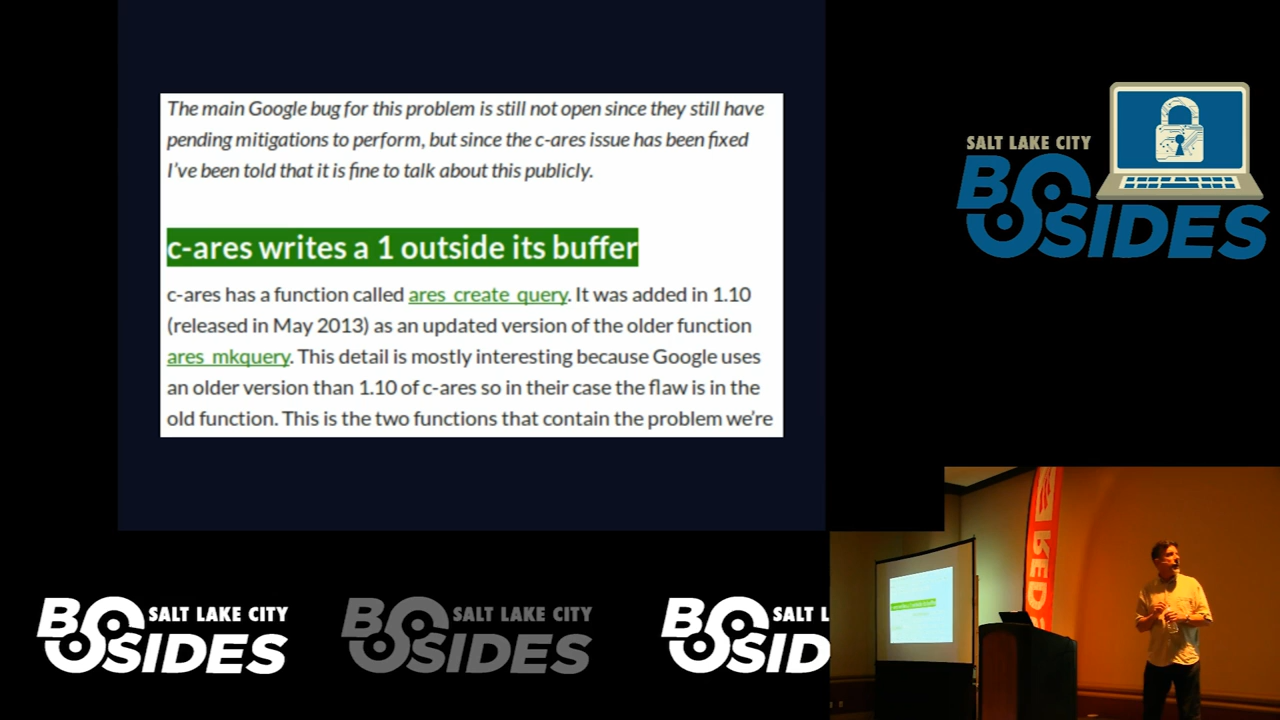 The main Google bug for this problem is still not open since they still have
pending mitigations to perform, but since the c-ares issue has been fixed
I've been told that it is fine to talk about this publicly.
c-ares writes a 1 outside its buffer
c-ares has a function called ares_create_query. It was added in 1.10
(released in May 2013) as an updated version of the older function
ares_mkquery. This detail is mostly interesting because Google uses
an older version than 1.10 of c-ares so in their case the flaw is in the
old function. This is the two functions that contain the problem we're
SALT LAKE CITY
BSIDES
RED
BSIDES SALT LAKE CITY
BSIDES SALT LAKE CITY
BSID SALT L